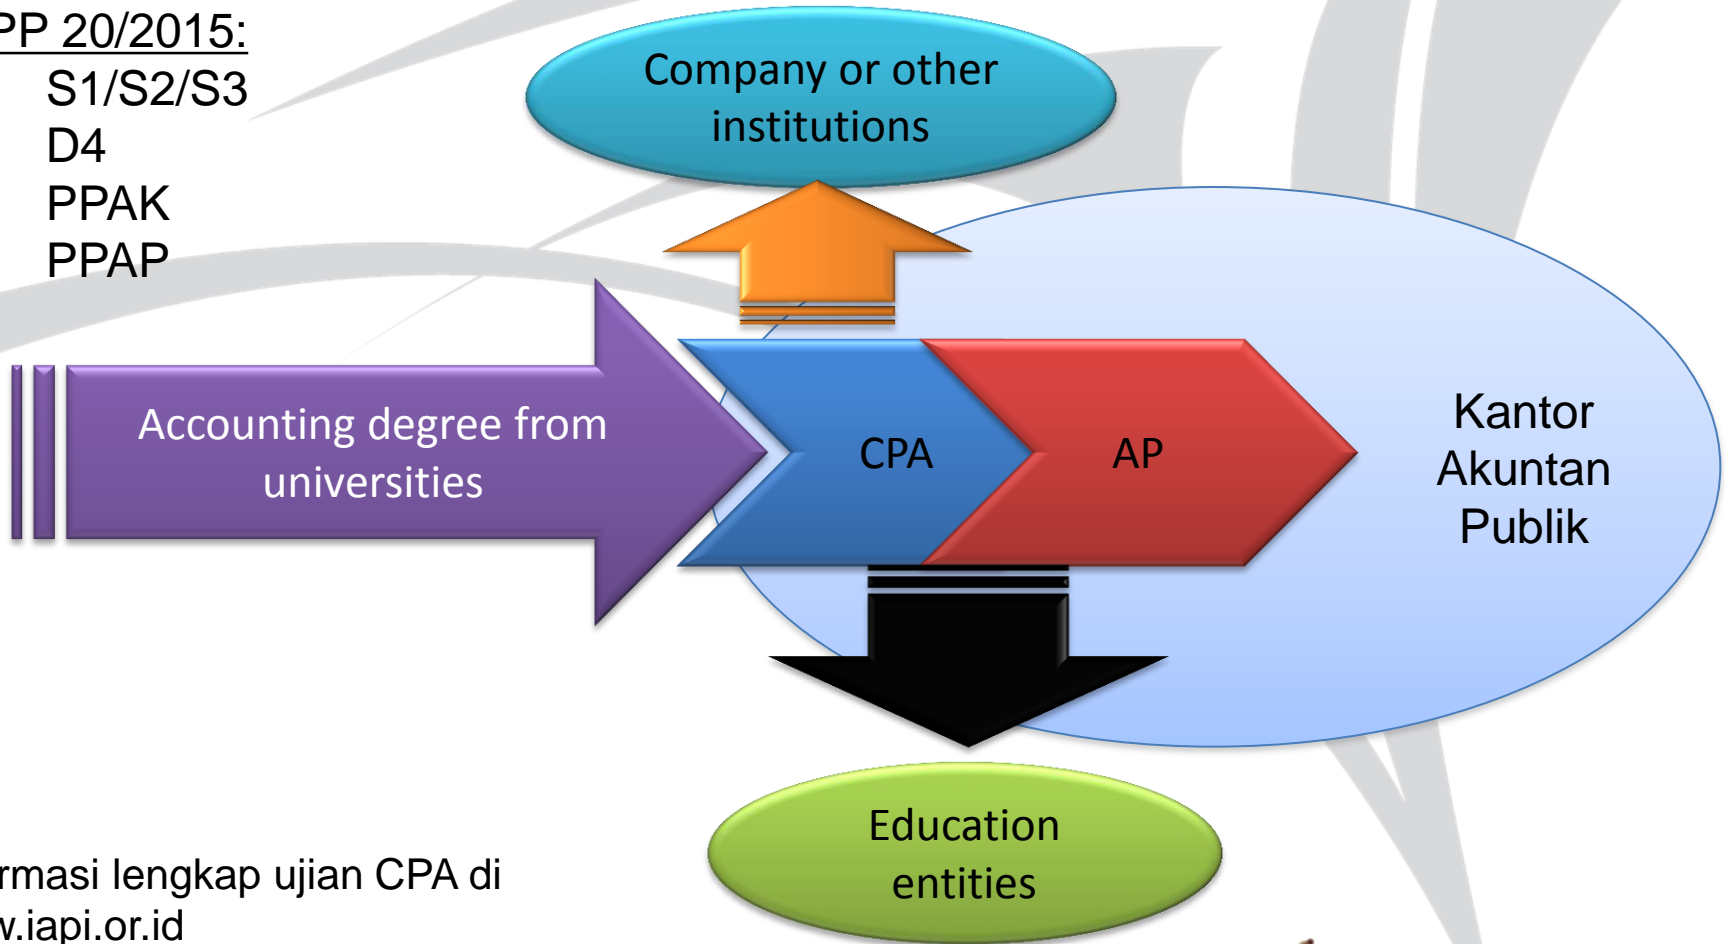 PP 20/2015:
S1/S2/S3
D4
PPAK
PPAP
Company or other
institutions
Accounting degree from
universities
CPA
AP
Kantor
Akuntan
Publik
Education
entities
rmasi lengkap ujian CPA di
w.iapi.or.id